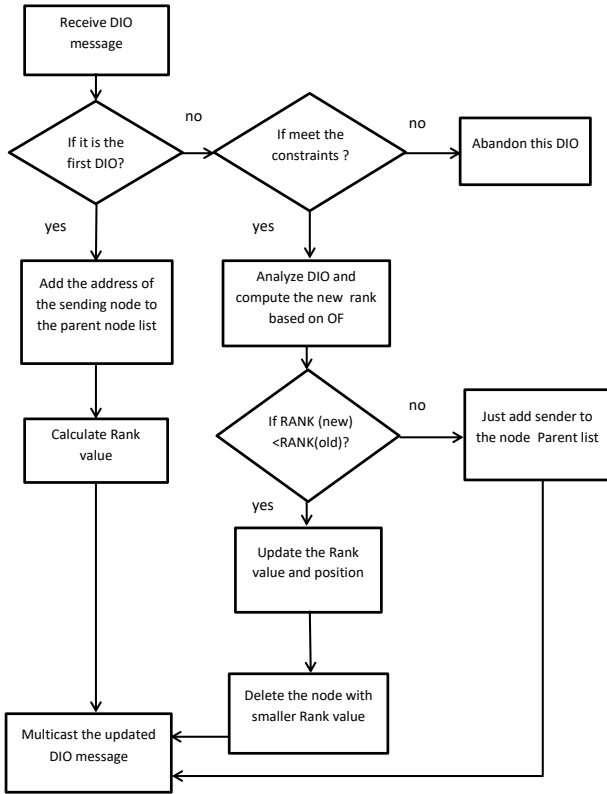 Receive DIO
message
If it is the
first DIO?
no
If meet the
constraints ?
no
Abandon this DIO
yes
yes
Add the address of
the sending node to
the parent node list
Analyze DIO and
compute the new rank
based on OF
Calculate Rank
value
If RANK (new)
<RANK(old)?
no
Just add sender to
the node Parent list
yes
Update the Rank
value and position
Delete the node with
smaller Rank value
Multicast the updated
DIO message